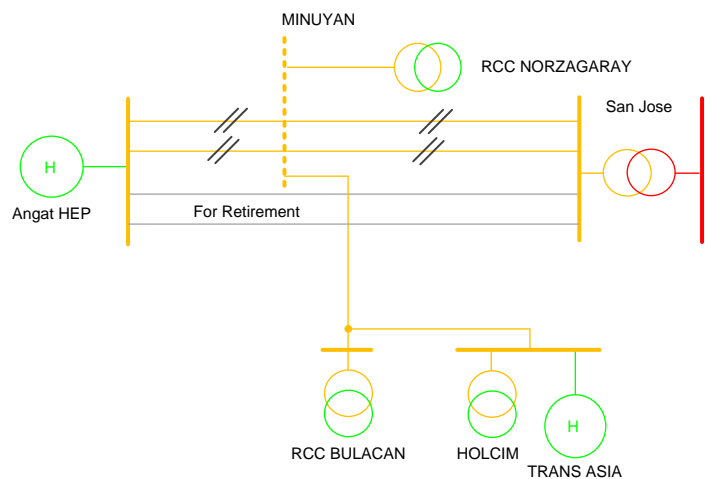 MINUYAN
RCC NORZAGARAY
San Jose
H
Angat HEP
For Retirement
H
RCC BULACAN
HOLCIM
TRANS ASIA